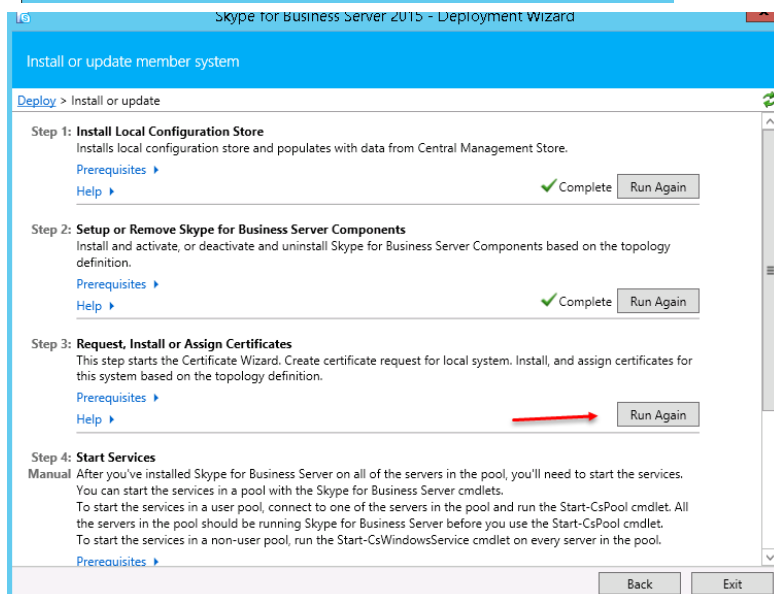 Skype for Business Server 2015 - Deployment Wizard
Install or update member system
Deploy > Install or update
Step 1: Install Local Configuration Store
Installs local configuration store and populates with data from Central Management Store.
Prerequisites
Help
Complete Run Again
Step 2: Setup or Remove Skype for Business Server Components
Install and activate, or deactivate and uninstall Skype for Business Server Components based on the topology
definition.
Prerequisites
Help
Complete Run Again
Step 3: Request, Install or Assign Certificates
This step starts the Certificate Wizard. Create certificate request for local system. Install, and assign certificates for
this system based on the topology definition.
Prerequisites
Help
Run Again
Step 4: Start Services
Manual After you've installed Skype for Business Server on all of the servers in the pool, you'll need to start the services.
You can start the services in a pool with the Skype for Business Server cmdlets.
To start the services in a user pool, connect to one of the servers in the pool and run the Start-CsPool cmdlet. All
the servers in the pool should be running Skype for Business Server before you use the Start-CsPool cmdlet.
To start the services in a non-user pool, run the Start-CsWindowsService cmdlet on every server in the pool.
Prerequisites
Back Exit